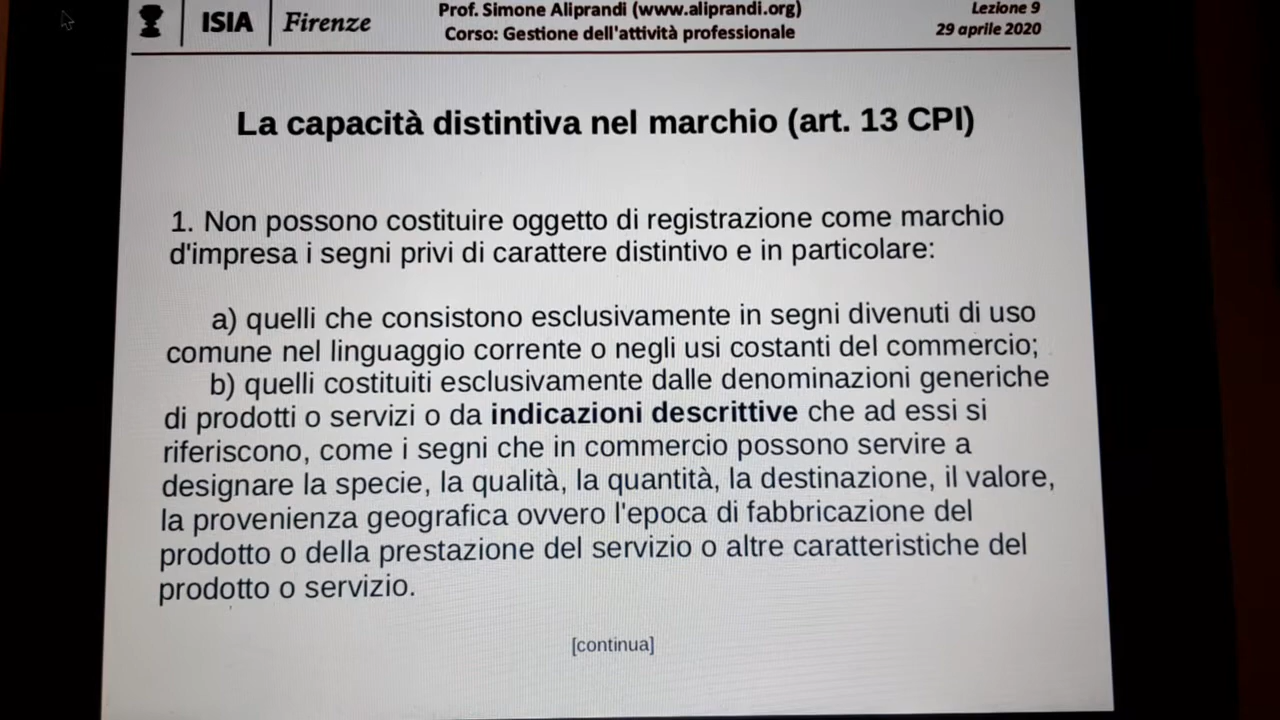 ISIA Firenze
Prof. Simone Aliprandi (www.aliprandi.org)
Corso: Gestione dell'attività professionale
Lezione 9
29 aprile 2020
La capacità distintiva nel marchio (art. 13 CPI)
1. Non possono costituire oggetto di registrazione come marchio
d'impresa i segni privi di carattere distintivo e in particolare:
a) quelli che consistono esclusivamente in segni divenuti di uso
comune nel linguaggio corrente o negli usi costanti del commercio;
b) quelli costituiti esclusivamente dalle denominazioni generiche
di prodotti o servizi o da indicazioni descrittive che ad essi si
riferiscono, come i segni che in commercio possono servire a
designare la specie, la qualità, la quantità, la destinazione, il valore,
la provenienza geografica ovvero l'epoca di fabbricazione del
prodotto o della prestazione del servizio o altre caratteristiche del
prodotto o servizio.
[continua]